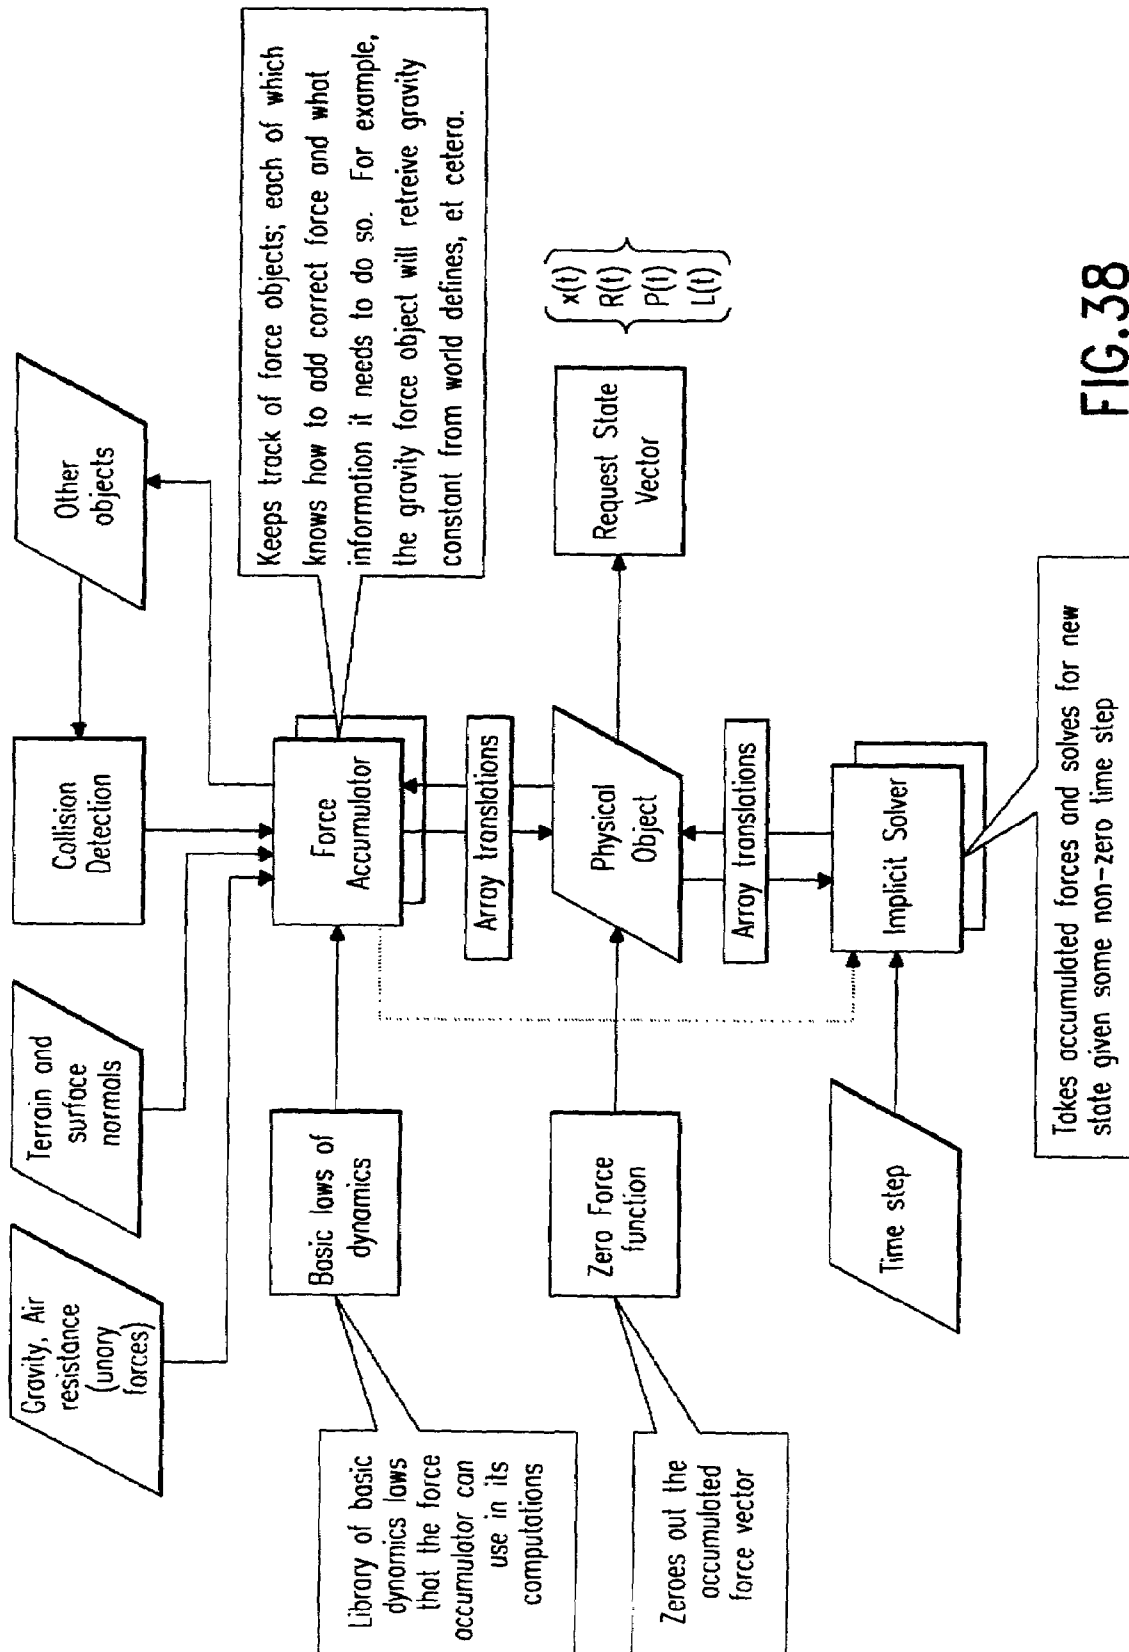 Gravity, Air
resistance
(unary
forces)
Terrain and
surface
normals
Collision
Detection
Other
objects
Library of basic
dynamics laws
that the force
accumulator can
use in its
computations
Basic laws of
dynamics
Force
Accumulator
Keeps track of force objects; each of which
knows how to add correct force and what
information it needs to do so. For example,
the gravity force object will retreive gravity
constant from world defines, et cetera.
Array translations
Zeroes out the
accumulated
force vector
Zero Force
function
Physical
Object
Request State
Vector
x(t)
R(t)
P(t)
L(t)
Array translations
Time step
Implicit Solver
Takes accumulated forces and solves for new
state given some non-zero time step
FIG.38